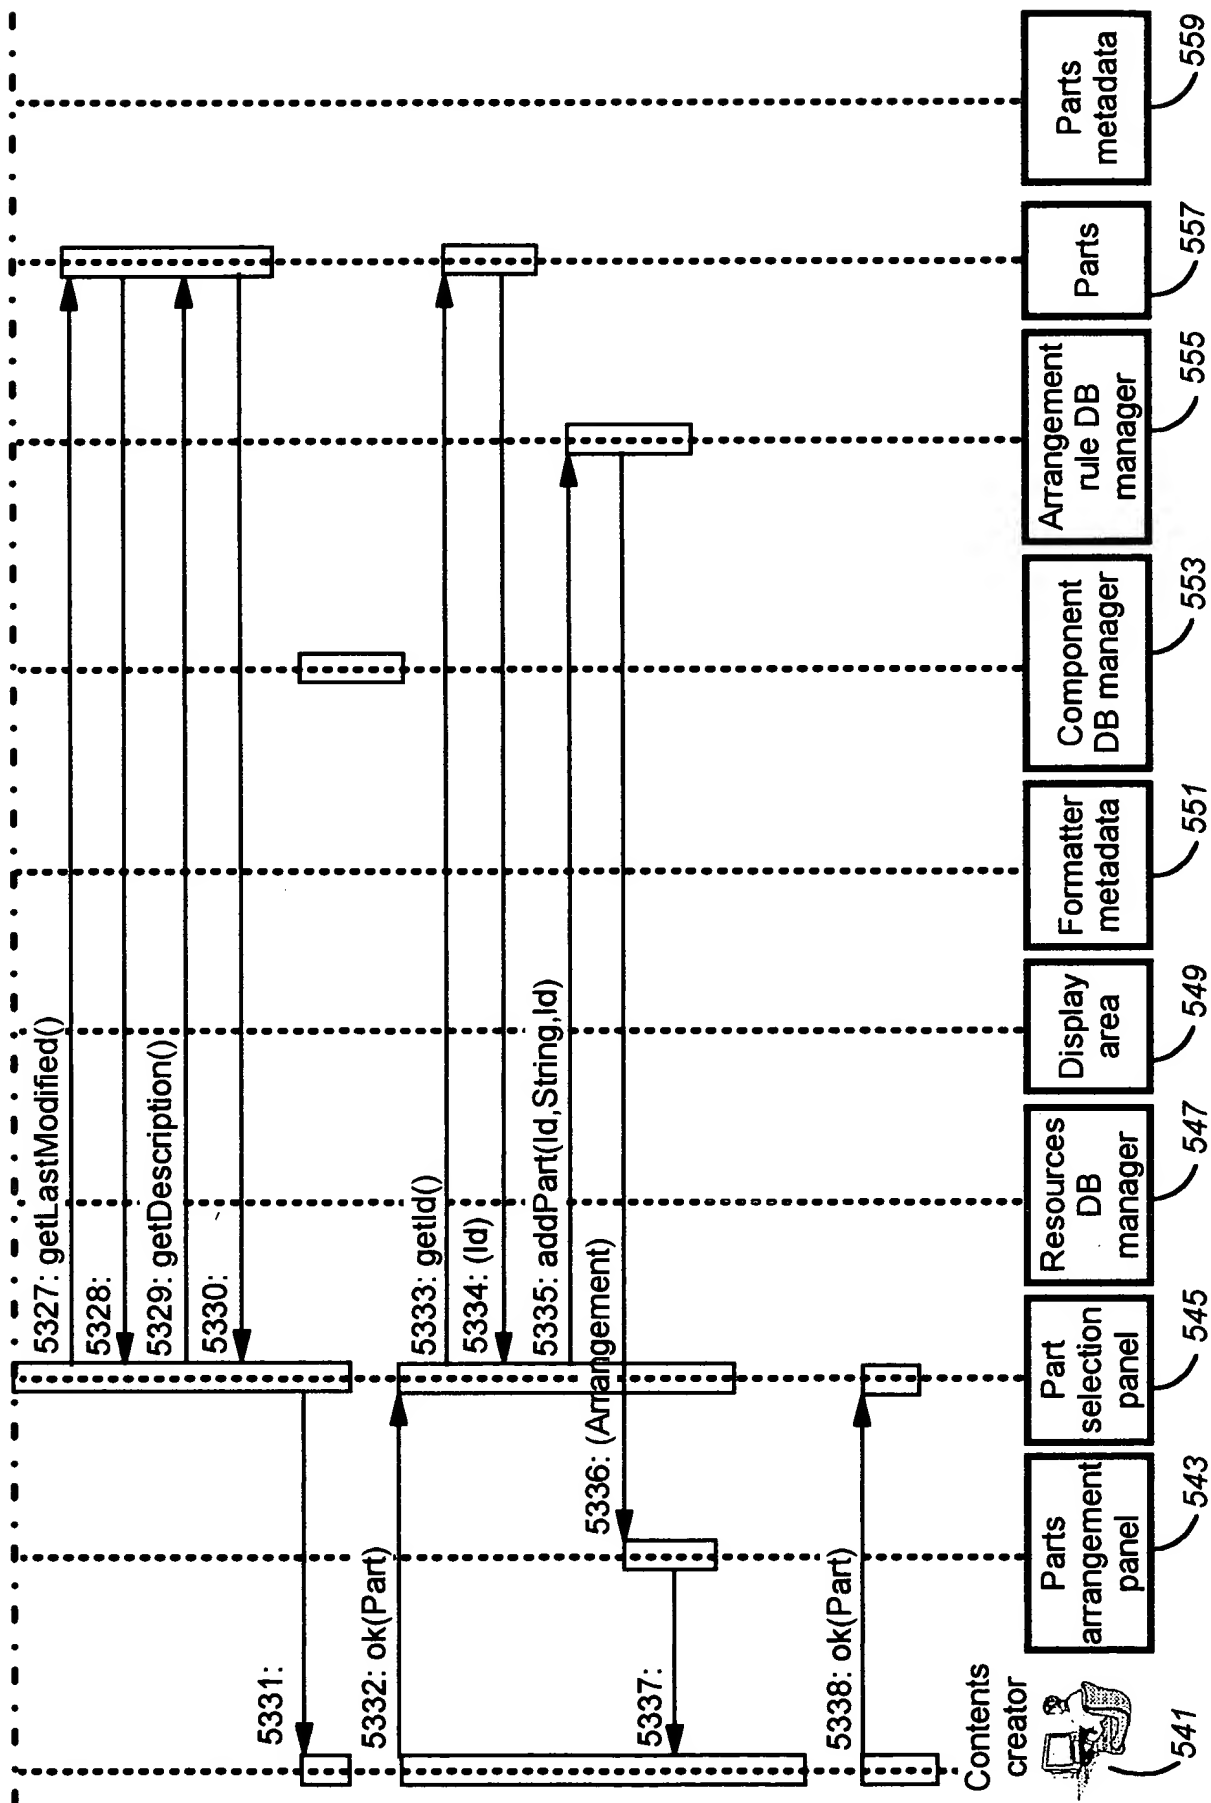 5327: getLastModified()
5328:
5329: getDescription()
5330:
5331:
5332: ok(Part)
5333: getId()
5334: (Id)
5335: addPart(Id,String,Id)
5336: (Arrangement)
5337:
5338: ok(Part)
Contents
creator
541
Parts
arrangement
panel
543
Part
selection
panel
545
Resources
DB
manager
547
Display
area
549
Formatter
metadata
551
Component
DB manager
553
Arrangement
rule DB
manager
555
Parts
557
Parts
metadata
559